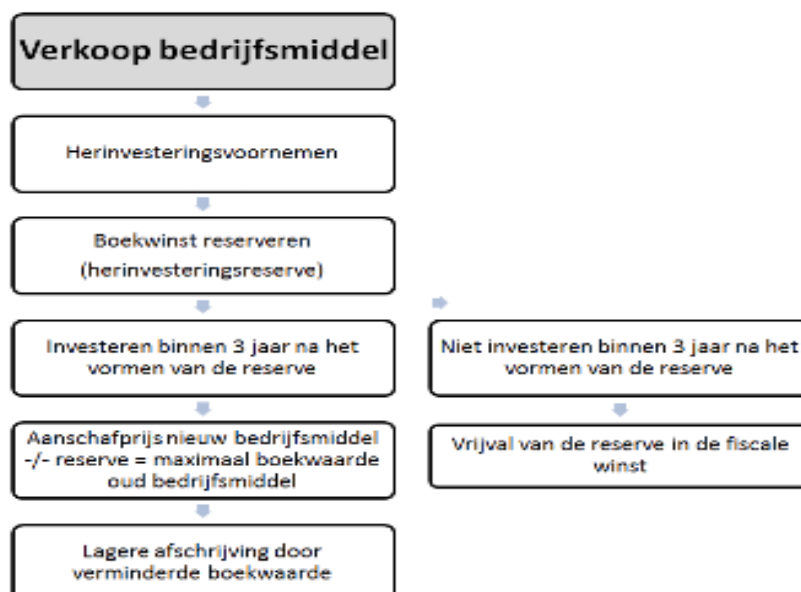 Verkoop bedrijfsmiddel
Herinvesteringsvoornemen
Boekwinst reserveren
(herinvesteringsreserve)
Investeren binnen 3 jaar na het
vormen van de reserve
Niet investeren binnen 3 jaar na het
vormen van de reserve
Aanschafprijs nieuw bedrijfsmiddel
-/- reserve = maximaal boekwaarde
oud bedrijfsmiddel
Vrijval van de reserve in de fiscale
winst
Lagere afschrijving door
verminderde boekwaarde